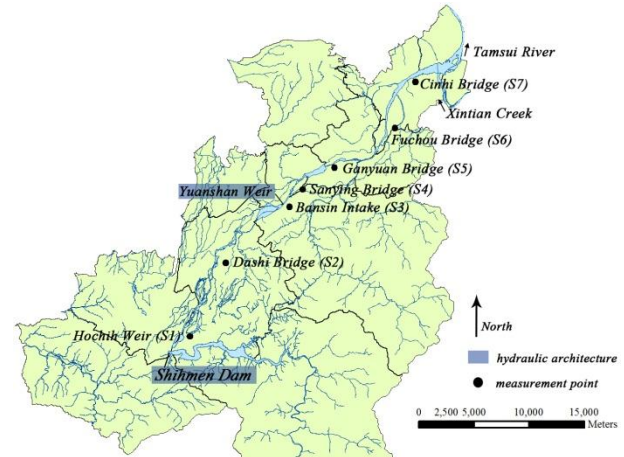 Tamsui River
Cinhi Bridge (S7)
Xintian Creek
Fuchou Bridge (S6)
Ganyuan Bridge (S5)
Yuanshan Weir
Sanying Bridge (S4)
Bansin Intake (S3)
Dashi Bridge (S2)
Hochih Weir (S1)
Shihmen Dam
North
hydraulic architecture
measurement point
0 2,500 5,000 10,000 15,000
Meters